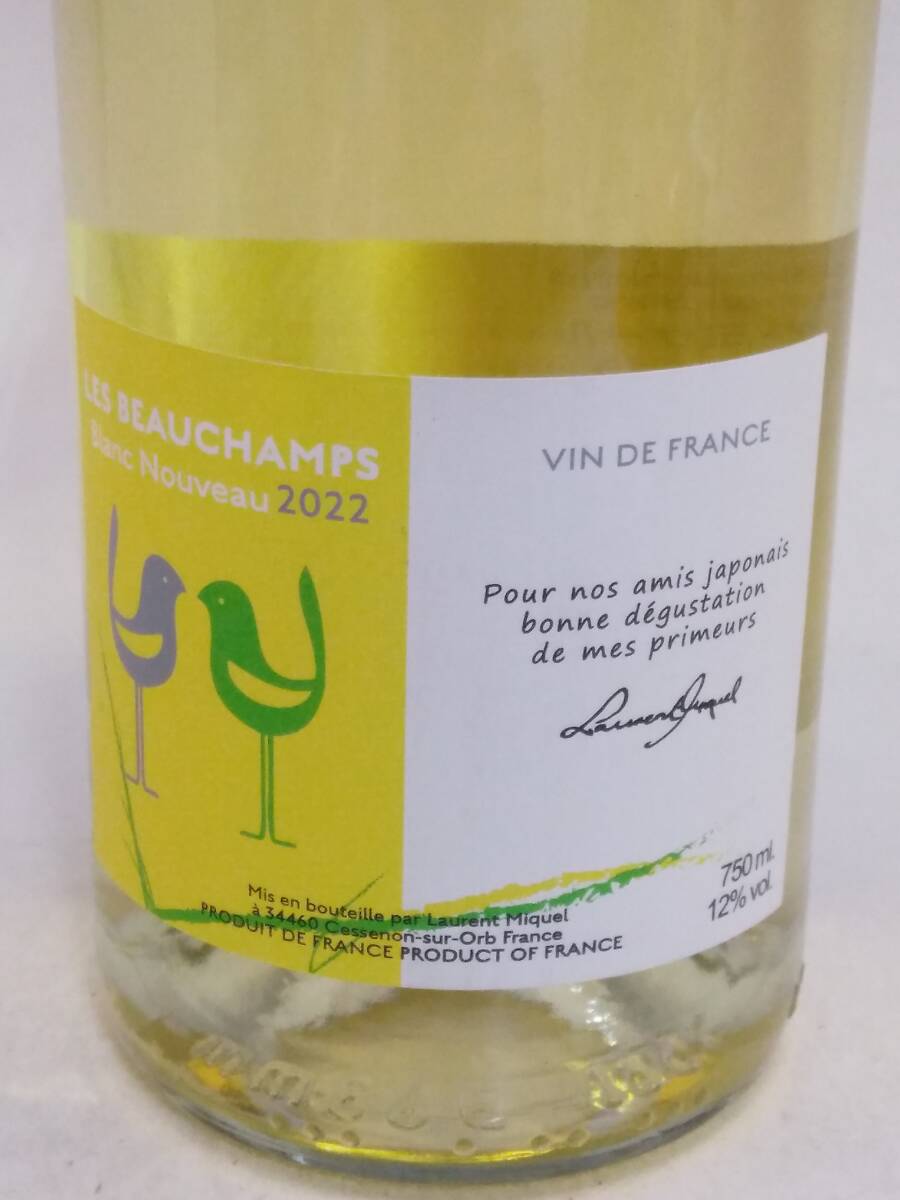 LES BEAUCHAMPS
Blanc Nouveau 2022
VIN DE FRANCE
Pour nos amis japonais
bonne dégustation
de mes primeurs
Laurent Miquel
750 ml.
12% vol.
Mis en bouteille par Laurent Miquel
à 34460 Cessenon-sur-Orb France
PRODUIT DE FRANCE PRODUCT OF FRANCE